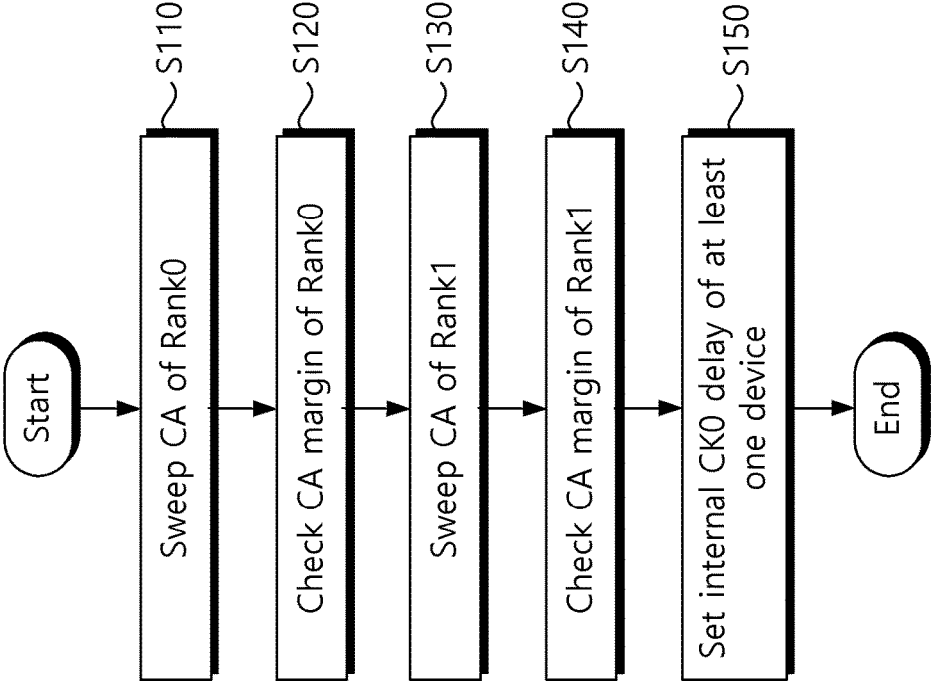 Start
Sweep CA of Rank0
S110
Check CA margin of Rank0
S120
Sweep CA of Rank1
S130
Check CA margin of Rank1
S140
Set internal CK0 delay of at least
one device
S150
End